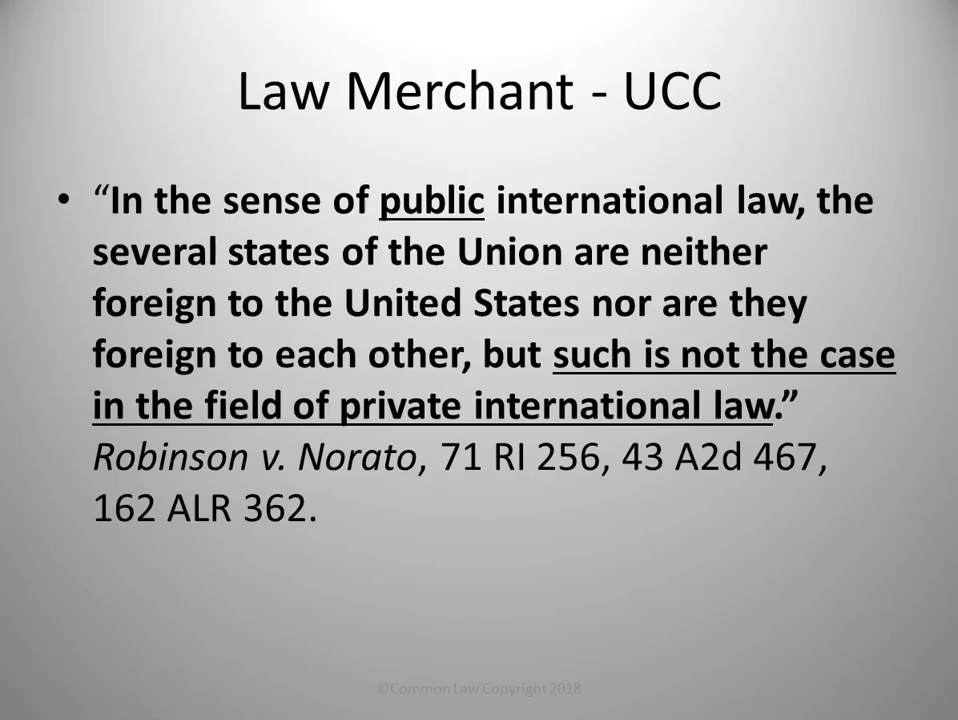 Law Merchant - UCC
• “In the sense of public international law, the
several states of the Union are neither
foreign to the United States nor are they
foreign to each other, but such is not the case
in the field of private international law.”
Robinson v. Norato, 71 RI 256, 43 A2d 467,
162 ALR 362.
©Common Law Copyright 2018